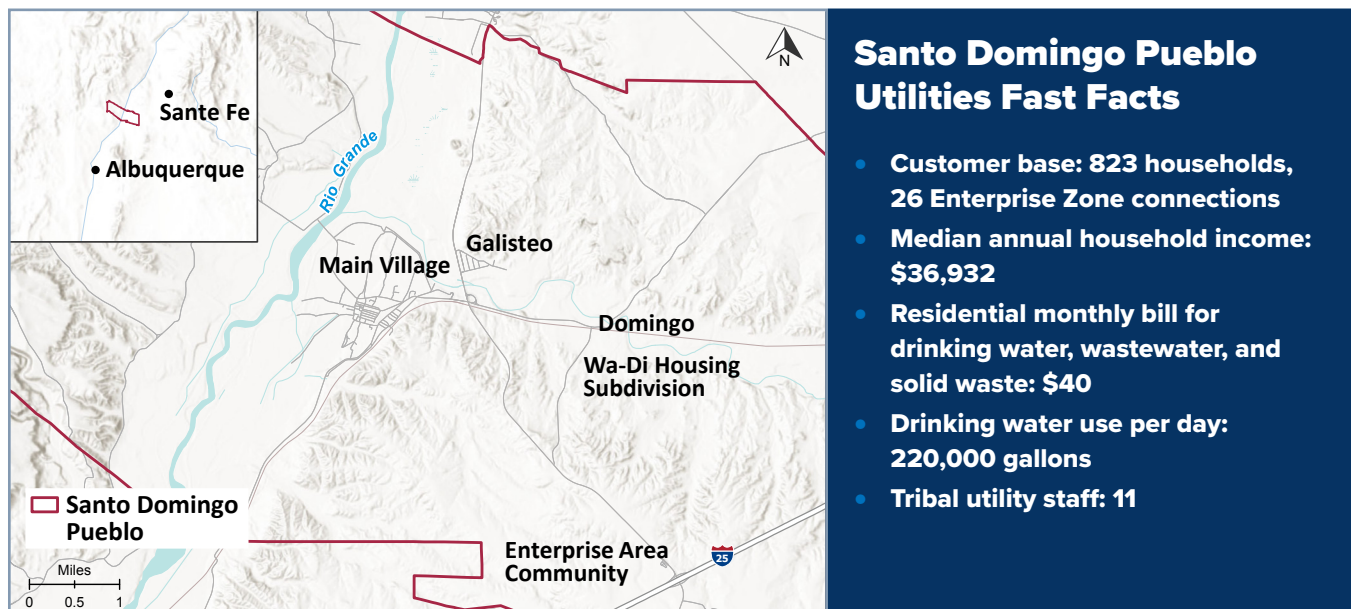 Sante Fe
Albuquerque
N
Rio Grande
Galisteo
Main Village
Domingo
Wa-Di Housing
Subdivision
Santo Domingo
Pueblo
Enterprise Area
Community
25
Miles
0 0.5 1
Santo Domingo Pueblo
Utilities Fast Facts
• Customer base: 823 households,
26 Enterprise Zone connections
• Median annual household income:
$36,932
• Residential monthly bill for
drinking water, wastewater, and
solid waste: $40
• Drinking water use per day:
220,000 gallons
• Tribal utility staff: 11